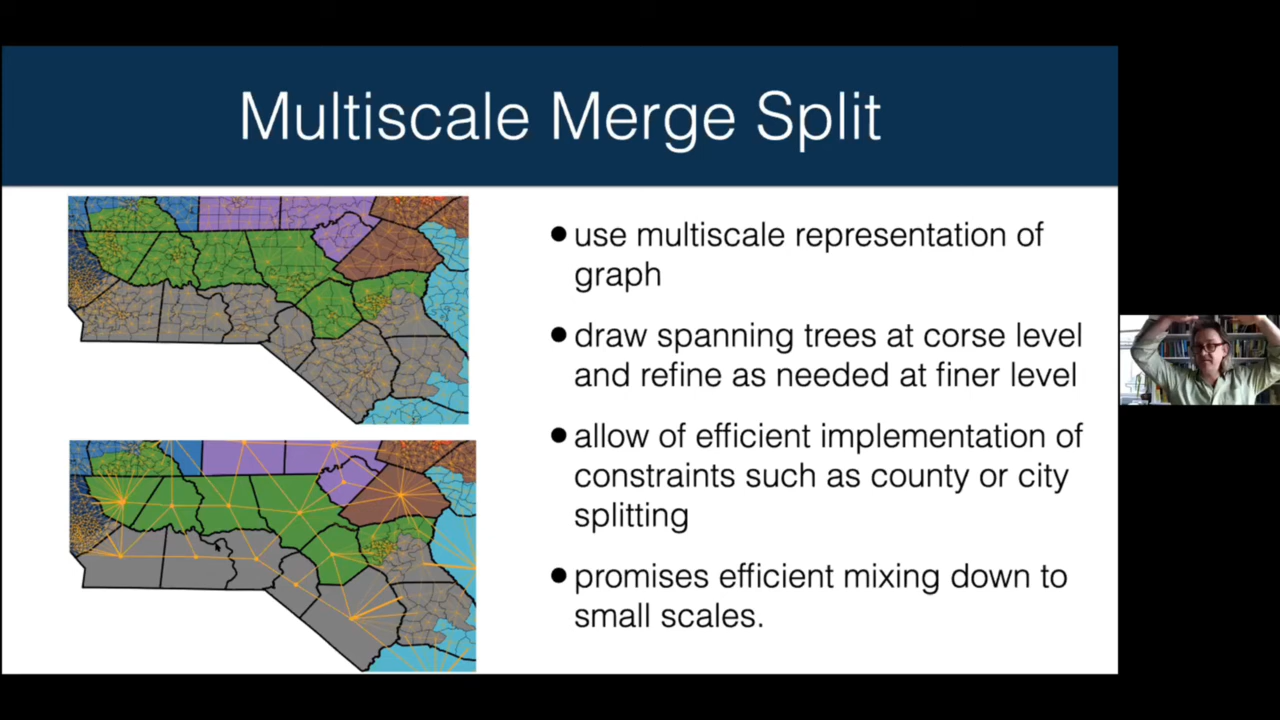 Multiscale Merge Split
●use multiscale representation of
graph
●draw spanning trees at corse level
and refine as needed at finer level
●allow of efficient implementation of
constraints such as county or city
splitting
●promises efficient mixing down to
small scales.